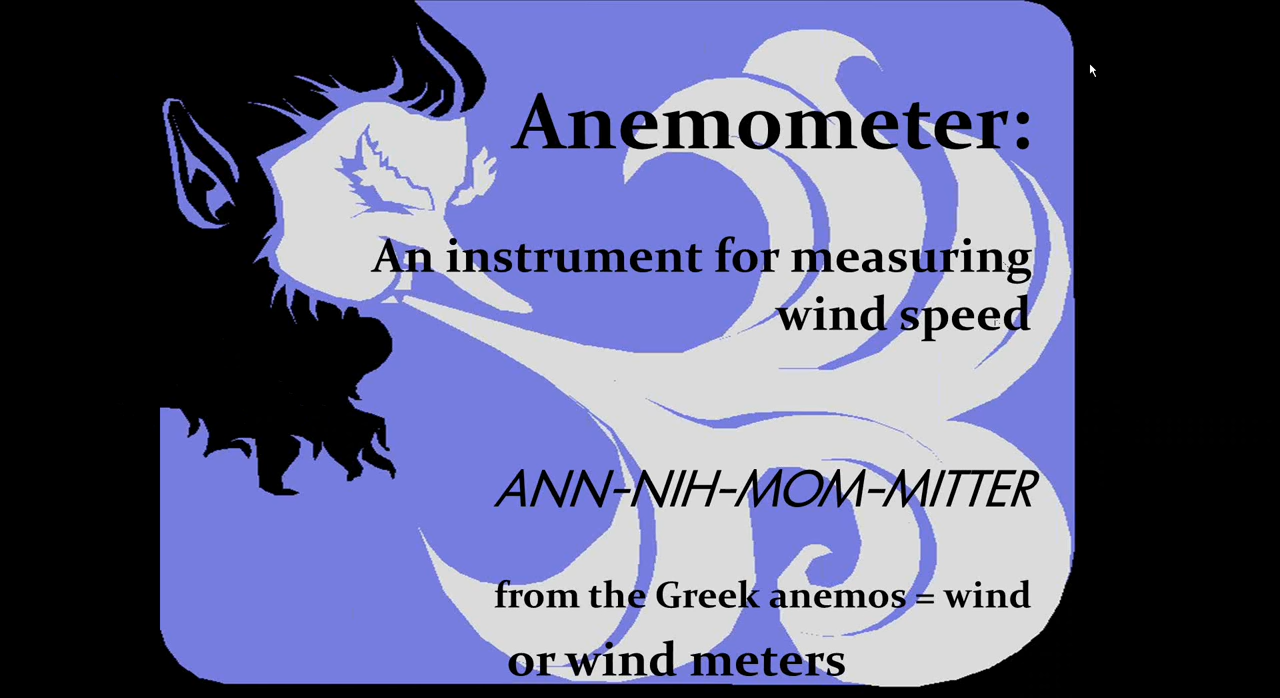 Anemometer:
An instrument for measuring
wind speed
ANN-NIH-MOM-MITTER
from the Greek anemos = wind
or wind meters